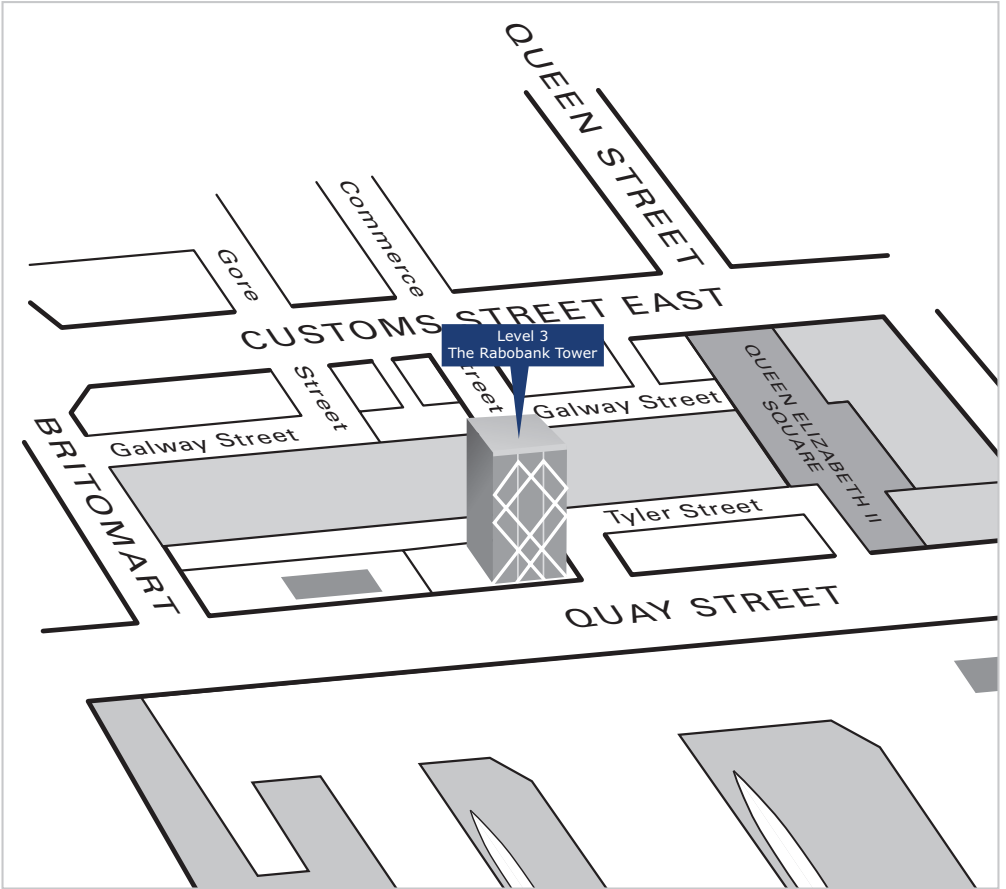 QUEEN STREET
Commerce
Gore
CUSTOMS STREET EAST
Level 3
The Rabobank Tower
Street
treet
QUEEN ELIZABETH II
SQUARE
Galway Street
Galway Street
BRITOMART
Tyler Street
QUAY STREET